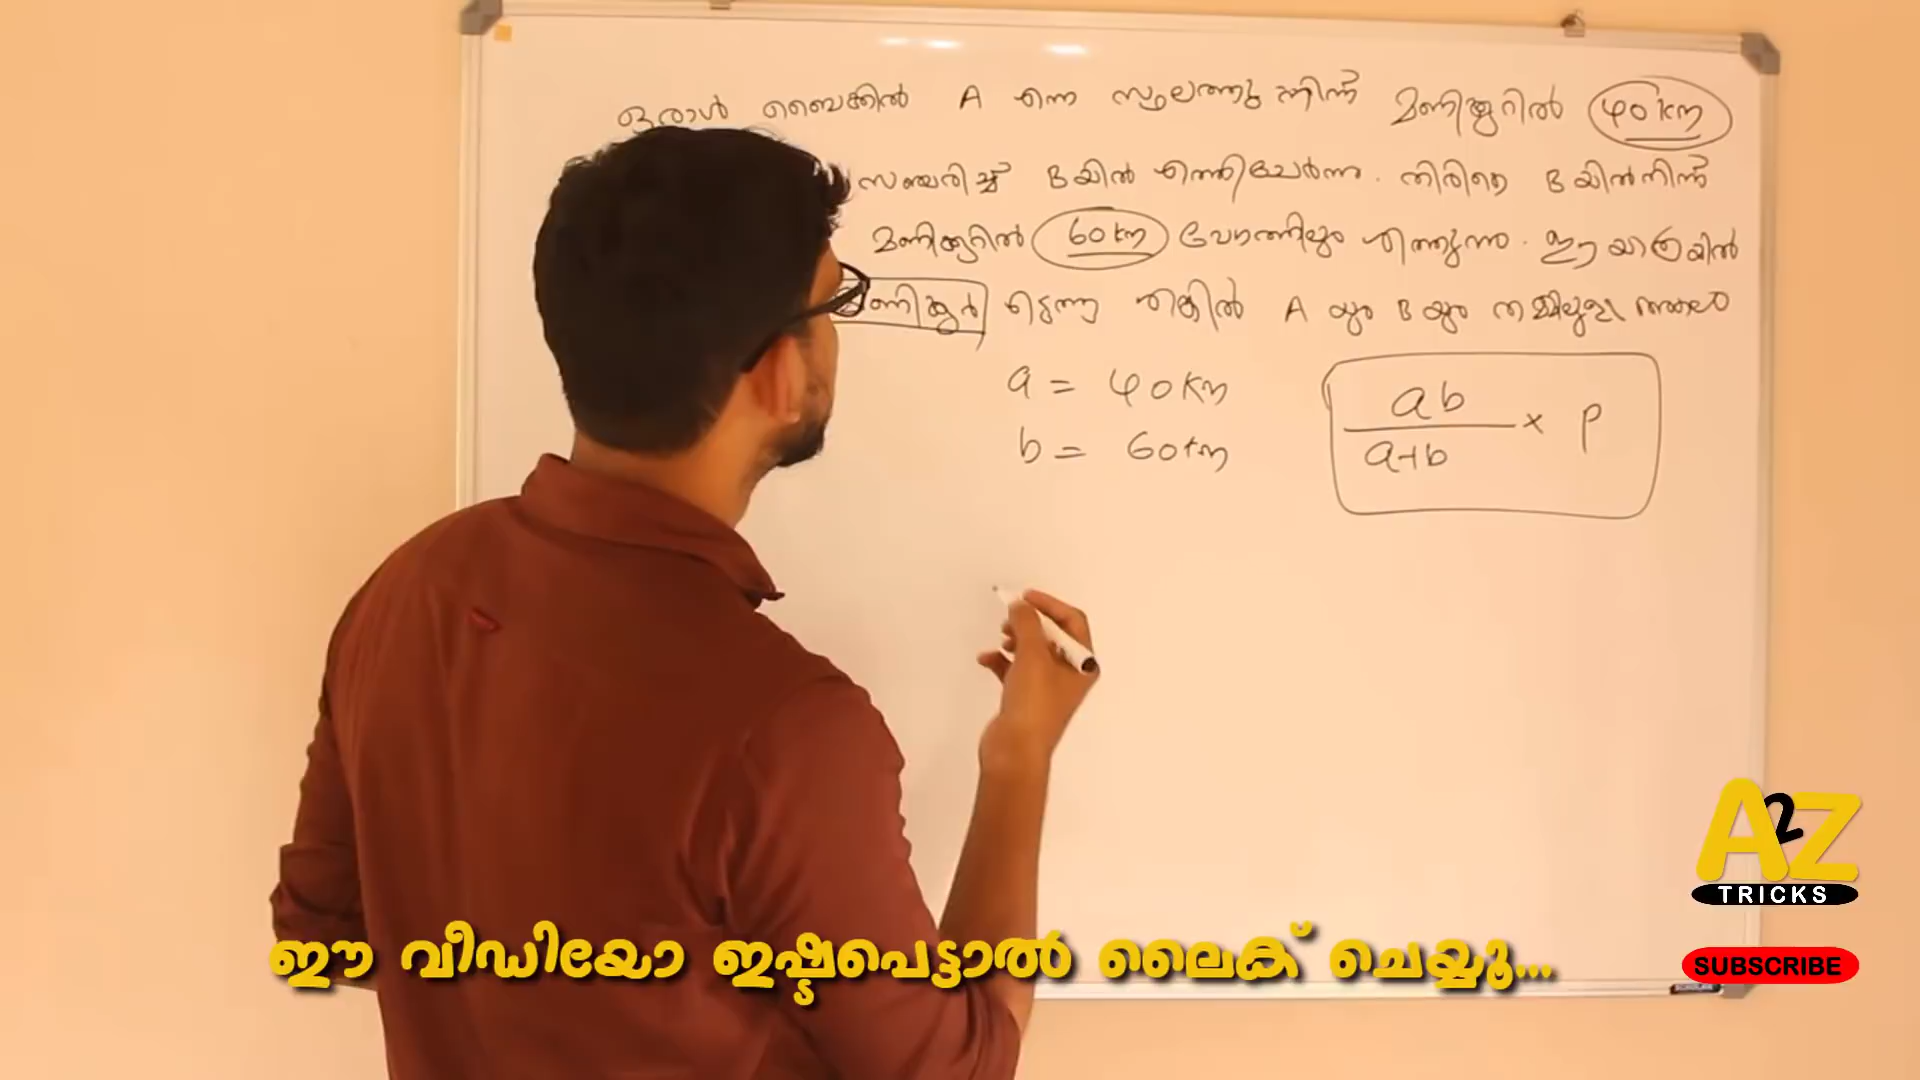 ഒരാൾ ബൈക്കിൽ A എന്ന സ്ഥലത്തു നിന്ന് മണിക്കൂറിൽ 40 km
സഞ്ചരിച്ച് B യിൽ എത്തിച്ചേർന്നു. തിരികെ B യിൽ നിന്ന്
മണിക്കൂറിൽ 60 km വേഗത്തിലും എത്തുന്നു. ഈ യാത്രയിൽ
മണിക്കൂർ എടുത്തു എങ്കിൽ A യും B യും തമ്മിലുള്ള അകലം
a = 40 km
b = 60 km
ab
a+b × P
A2Z
TRICKS
ഈ വീഡിയോ ഇഷ്ടപെട്ടാൽ ലൈക് ചെയ്യൂ...
SUBSCRIBE